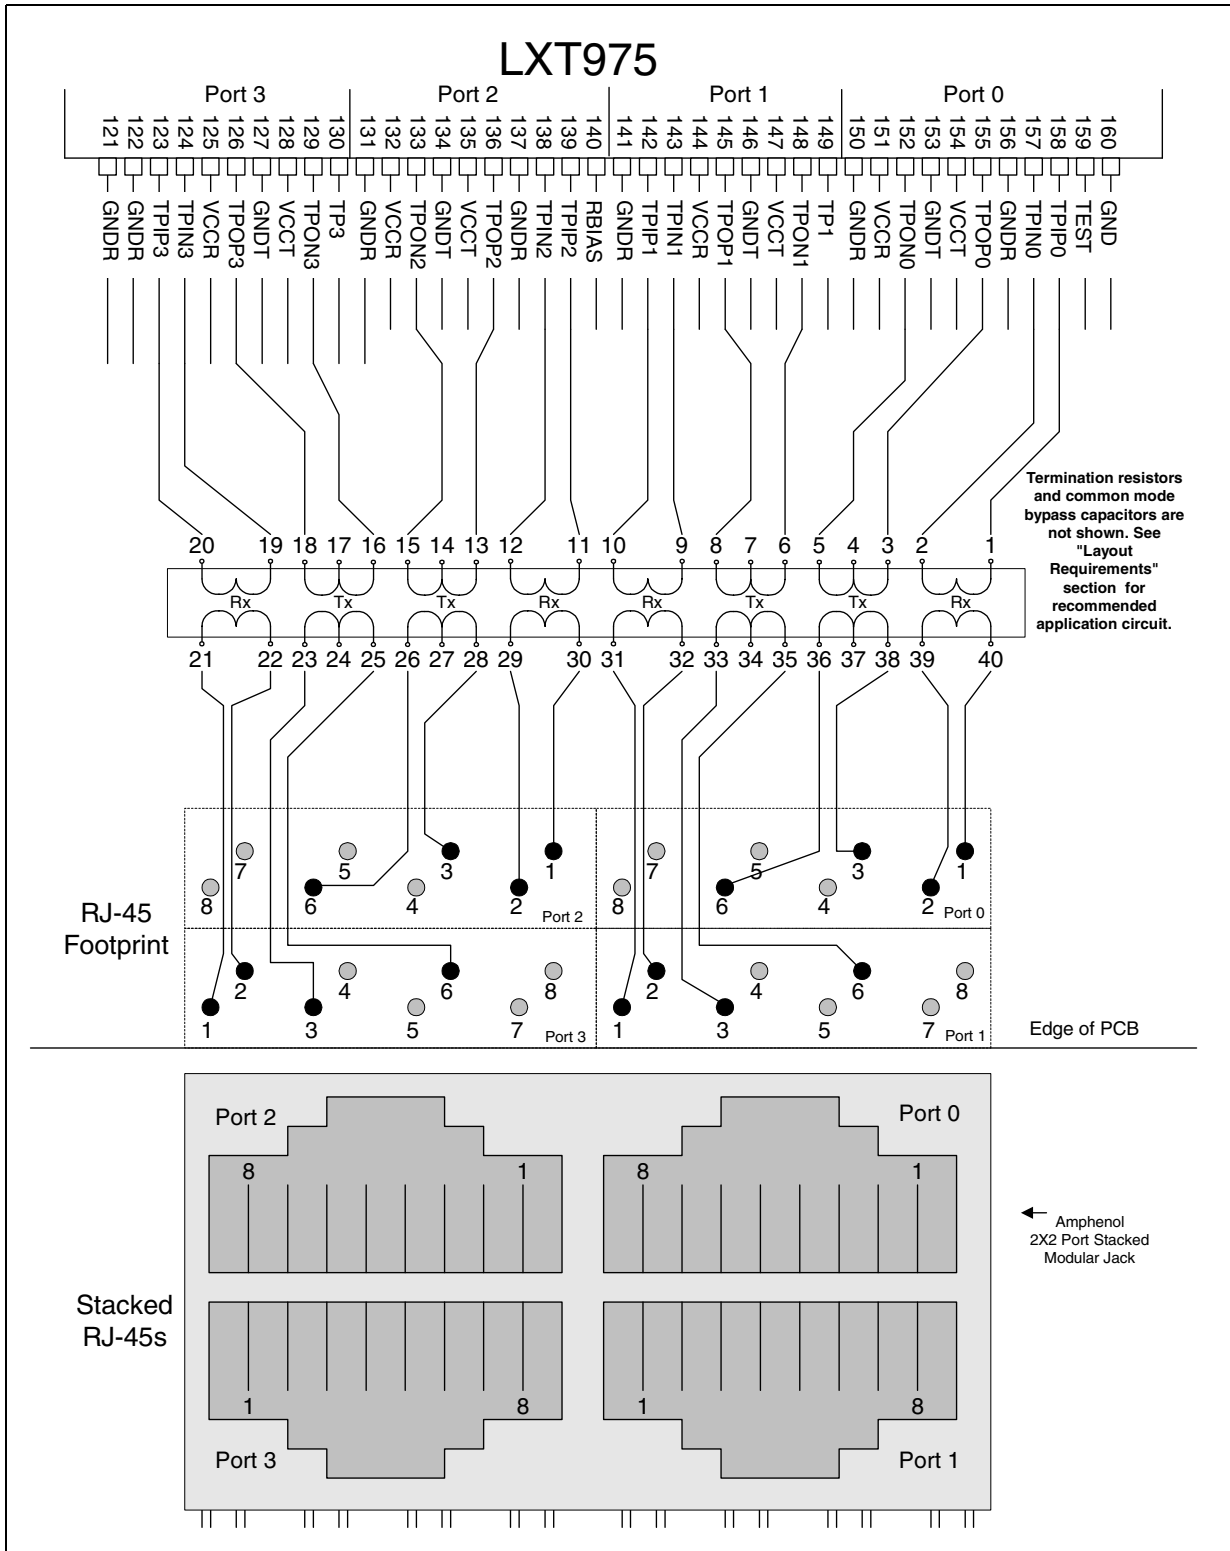 LXT975
Port 3 Port 2 Port 1 Port 0
121 122 123 124 125 126 127 128 129 130 131 132 133 134 135 136 137 138 139 140 141 142 143 144 145 146 147 148 149 150 151 152 153 154 155 156 157 158 159 160
GNDR GNDR TPIP3 TPIN3 VCCR TPOP3 GNDT VCCT TPON3 TP3 GNDR VCCR TPON2 GNDT VCCT TPOP2 GNDR TPIN2 TPIP2 RBIAS GNDR TPIP1 TPIN1 VCCR TPOP1 GNDT VCCT TPON1 TP1 GNDR VCCR TPON0 GNDT VCCT TPOP0 GNDR TPIN0 TPIP0 TEST GND
Termination resistors
and common mode
bypass capacitors are
not shown. See
"Layout
Requirements"
section for
recommended
application circuit.
20 19 18 17 16 15 14 13 12 11 10 9 8 7 6 5 4 3 2 1
Rx Tx Tx Rx Rx Tx Tx Rx
21 22 23 24 25 26 27 28 29 30 31 32 33 34 35 36 37 38 39 40
RJ-45
Footprint
7 5 3 1 7 5 3 1
8 6 4 2 Port 2 8 6 4 2 Port 0
2 4 6 8 2 4 6 8
1 3 5 7 Port 3 1 3 5 7 Port 1
Edge of PCB
Port 2 Port 0
8 1 8 1
Amphenol
2X2 Port Stacked
Modular Jack
Stacked
RJ-45s
1 8 1 8
Port 3 Port 1